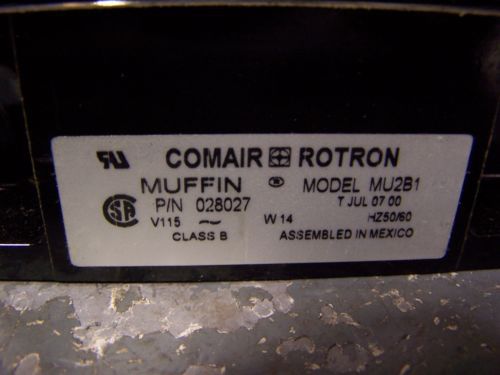 COMAIR ROTRON
MUFFIN ® MODEL MU2B1
P/N 028027 T JUL 07 00
V115 ~ W 14 HZ50/60
CLASS B ASSEMBLED IN MEXICO